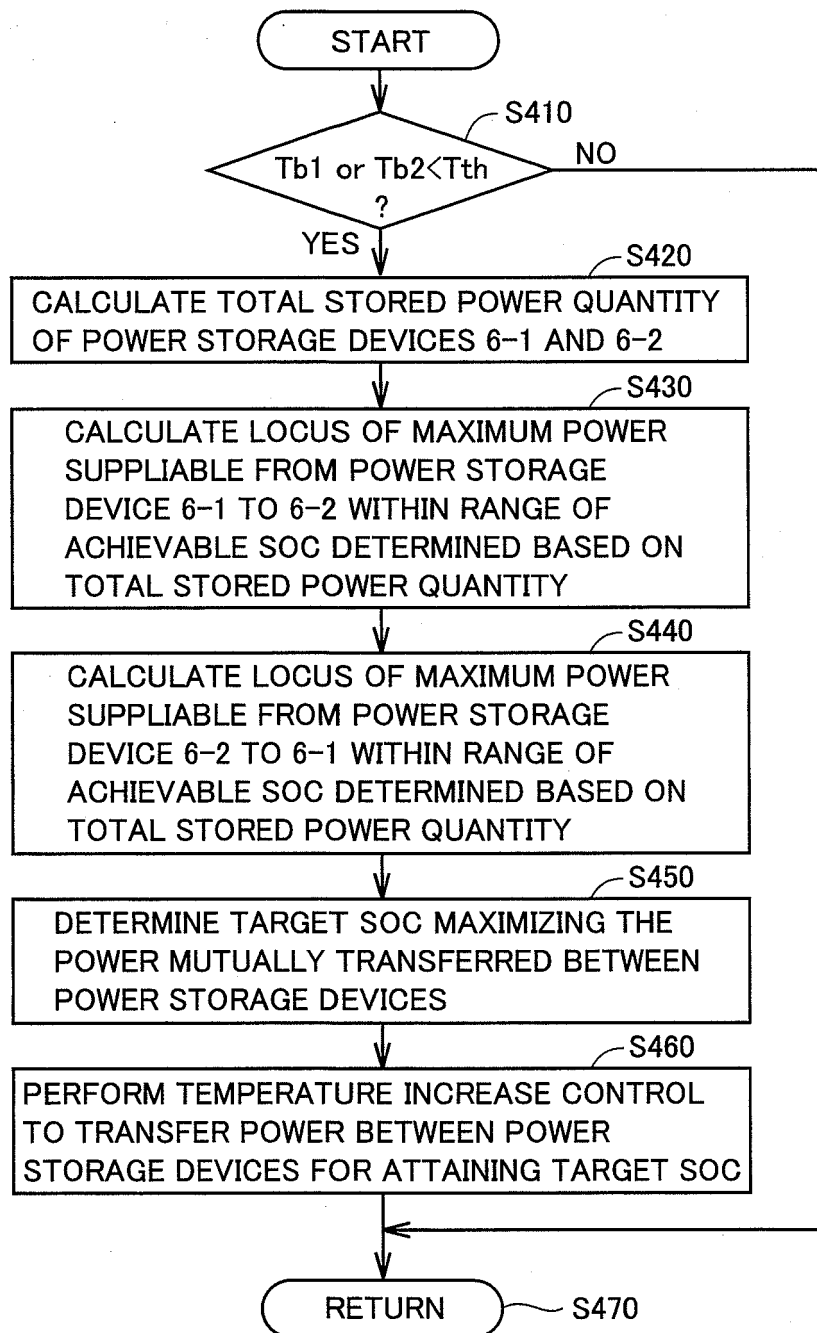 START
S410
Tb1 or Tb2<Tth
?
NO
YES
S420
CALCULATE TOTAL STORED POWER QUANTITY
OF POWER STORAGE DEVICES 6-1 AND 6-2
S430
CALCULATE LOCUS OF MAXIMUM POWER
SUPPLIABLE FROM POWER STORAGE
DEVICE 6-1 TO 6-2 WITHIN RANGE OF
ACHIEVABLE SOC DETERMINED BASED ON
TOTAL STORED POWER QUANTITY
S440
CALCULATE LOCUS OF MAXIMUM POWER
SUPPLIABLE FROM POWER STORAGE
DEVICE 6-2 TO 6-1 WITHIN RANGE OF
ACHIEVABLE SOC DETERMINED BASED ON
TOTAL STORED POWER QUANTITY
S450
DETERMINE TARGET SOC MAXIMIZING THE
POWER MUTUALLY TRANSFERRED BETWEEN
POWER STORAGE DEVICES
S460
PERFORM TEMPERATURE INCREASE CONTROL
TO TRANSFER POWER BETWEEN POWER
STORAGE DEVICES FOR ATTAINING TARGET SOC
RETURN
S470